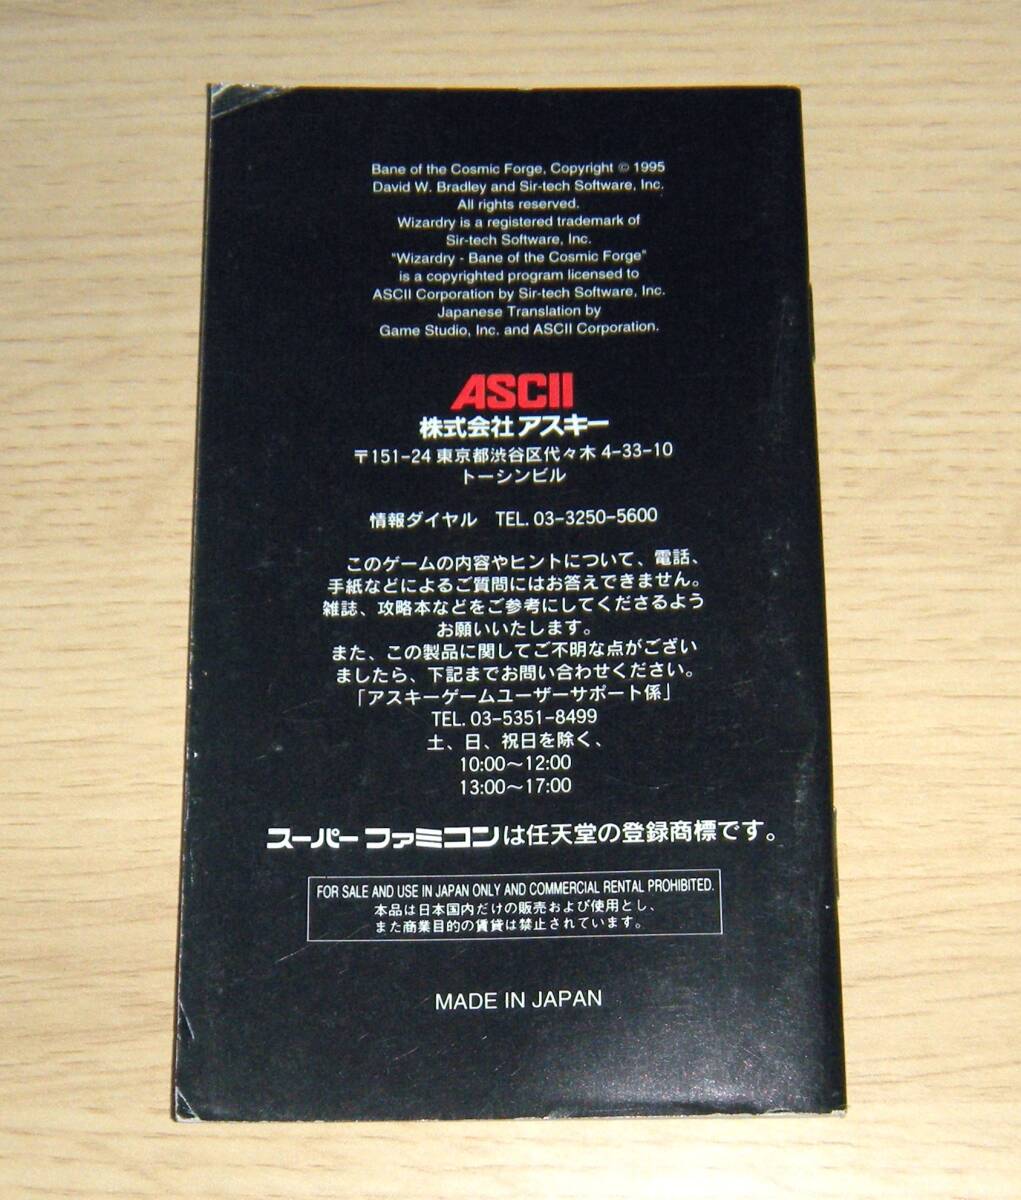 Bane of the Cosmic Forge, Copyright © 1995
David W. Bradley and Sir-tech Software, Inc.
All rights reserved.
Wizardry is a registered trademark of
Sir-tech Software, Inc.
"Wizardry - Bane of the Cosmic Forge"
is a copyrighted program licensed to
ASCII Corporation by Sir-tech Software, Inc.
Japanese Translation by
Game Studio, Inc. and ASCII Corporation.
ASCII
株式会社アスキー
〒151-24 東京都渋谷区代々木 4-33-10
トーシンビル
情報ダイヤル TEL. 03-3250-5600
このゲームの内容やヒントについて、電話、
手紙などによるご質問にはお答えできません。
雑誌、攻略本などをご参考にしてくださるよう
お願いいたします。
また、この製品に関してご不明な点がござい
ましたら、下記までお問い合わせください。
「アスキーゲームユーザーサポート係」
TEL. 03-5351-8499
土、日、祝日を除く、
10:00〜12:00
13:00〜17:00
スーパーファミコンは任天堂の登録商標です。
FOR SALE AND USE IN JAPAN ONLY AND COMMERCIAL RENTAL PROHIBITED.
本品は日本国内だけの販売および使用とし、
また商業目的の賃貸は禁止されています。
MADE IN JAPAN